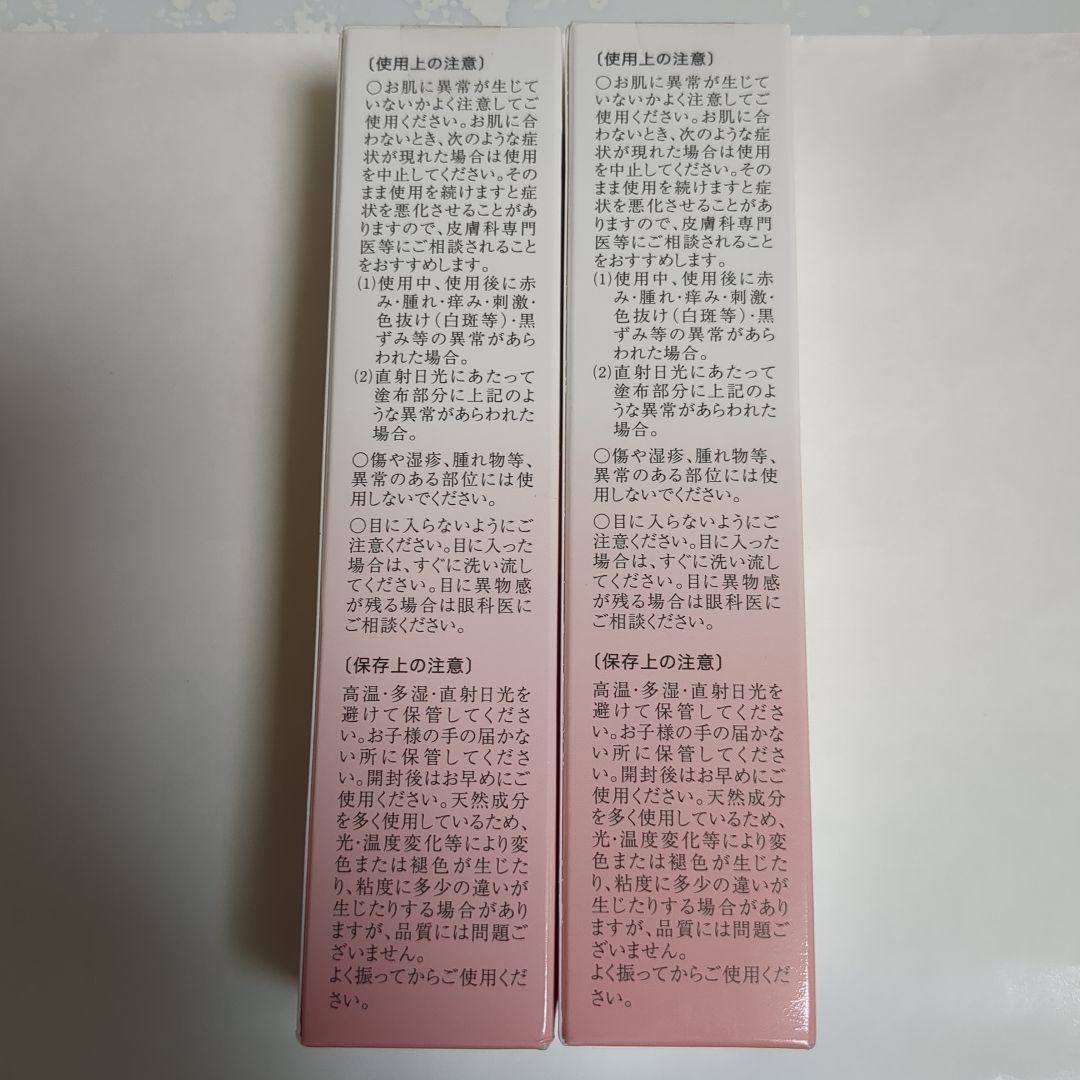 〔使用上の注意〕
○お肌に異常が生じて
いないかよく注意してご
使用ください。お肌に合
わないとき、次のような症
状が現れた場合は使用
を中止してください。その
まま使用を続けますと症
状を悪化させることがあ
りますので、皮膚科専門
医等にご相談されること
をおすすめします。
(1)使用中、使用後に赤
み・腫れ・痒み・刺激・
色抜け(白斑等)・黒
ずみ等の異常があら
われた場合。
(2)直射日光にあたって
塗布部分に上記のよ
うな異常があらわれた
場合。
○傷や湿疹、腫れ物等、
異常のある部位には使
用しないでください。
○目に入らないようにご
注意ください。目に入った
場合は、すぐに洗い流し
てください。目に異物感
が残る場合は眼科医に
ご相談ください。
〔保存上の注意〕
高温・多湿・直射日光を
避けて保管してくださ
い。お子様の手の届かな
い所に保管してくださ
い。開封後はお早めにご
使用ください。天然成分
を多く使用しているため、
光・温度変化等により変
色または褪色が生じた
り、粘度に多少の違いが
生じたりする場合があり
ますが、品質には問題ご
ざいません。
よく振ってからご使用くだ
さい。
〔使用上の注意〕
○お肌に異常が生じて
いないかよく注意してご
使用ください。お肌に合
わないとき、次のような症
状が現れた場合は使用
を中止してください。その
まま使用を続けますと症
状を悪化させることがあ
りますので、皮膚科専門
医等にご相談されること
をおすすめします。
(1)使用中、使用後に赤
み・腫れ・痒み・刺激・
色抜け(白斑等)・黒
ずみ等の異常があら
われた場合。
(2)直射日光にあたって
塗布部分に上記のよ
うな異常があらわれた
場合。
○傷や湿疹、腫れ物等、
異常のある部位には使
用しないでください。
○目に入らないようにご
注意ください。目に入った
場合は、すぐに洗い流し
てください。目に異物感
が残る場合は眼科医に
ご相談ください。
〔保存上の注意〕
高温・多湿・直射日光を
避けて保管してくださ
い。お子様の手の届かな
い所に保管してくださ
い。開封後はお早めにご
使用ください。天然成分
を多く使用しているため、
光・温度変化等により変
色または褪色が生じた
り、粘度に多少の違いが
生じたりする場合があり
ますが、品質には問題ご
ざいません。
よく振ってからご使用くだ
さい。